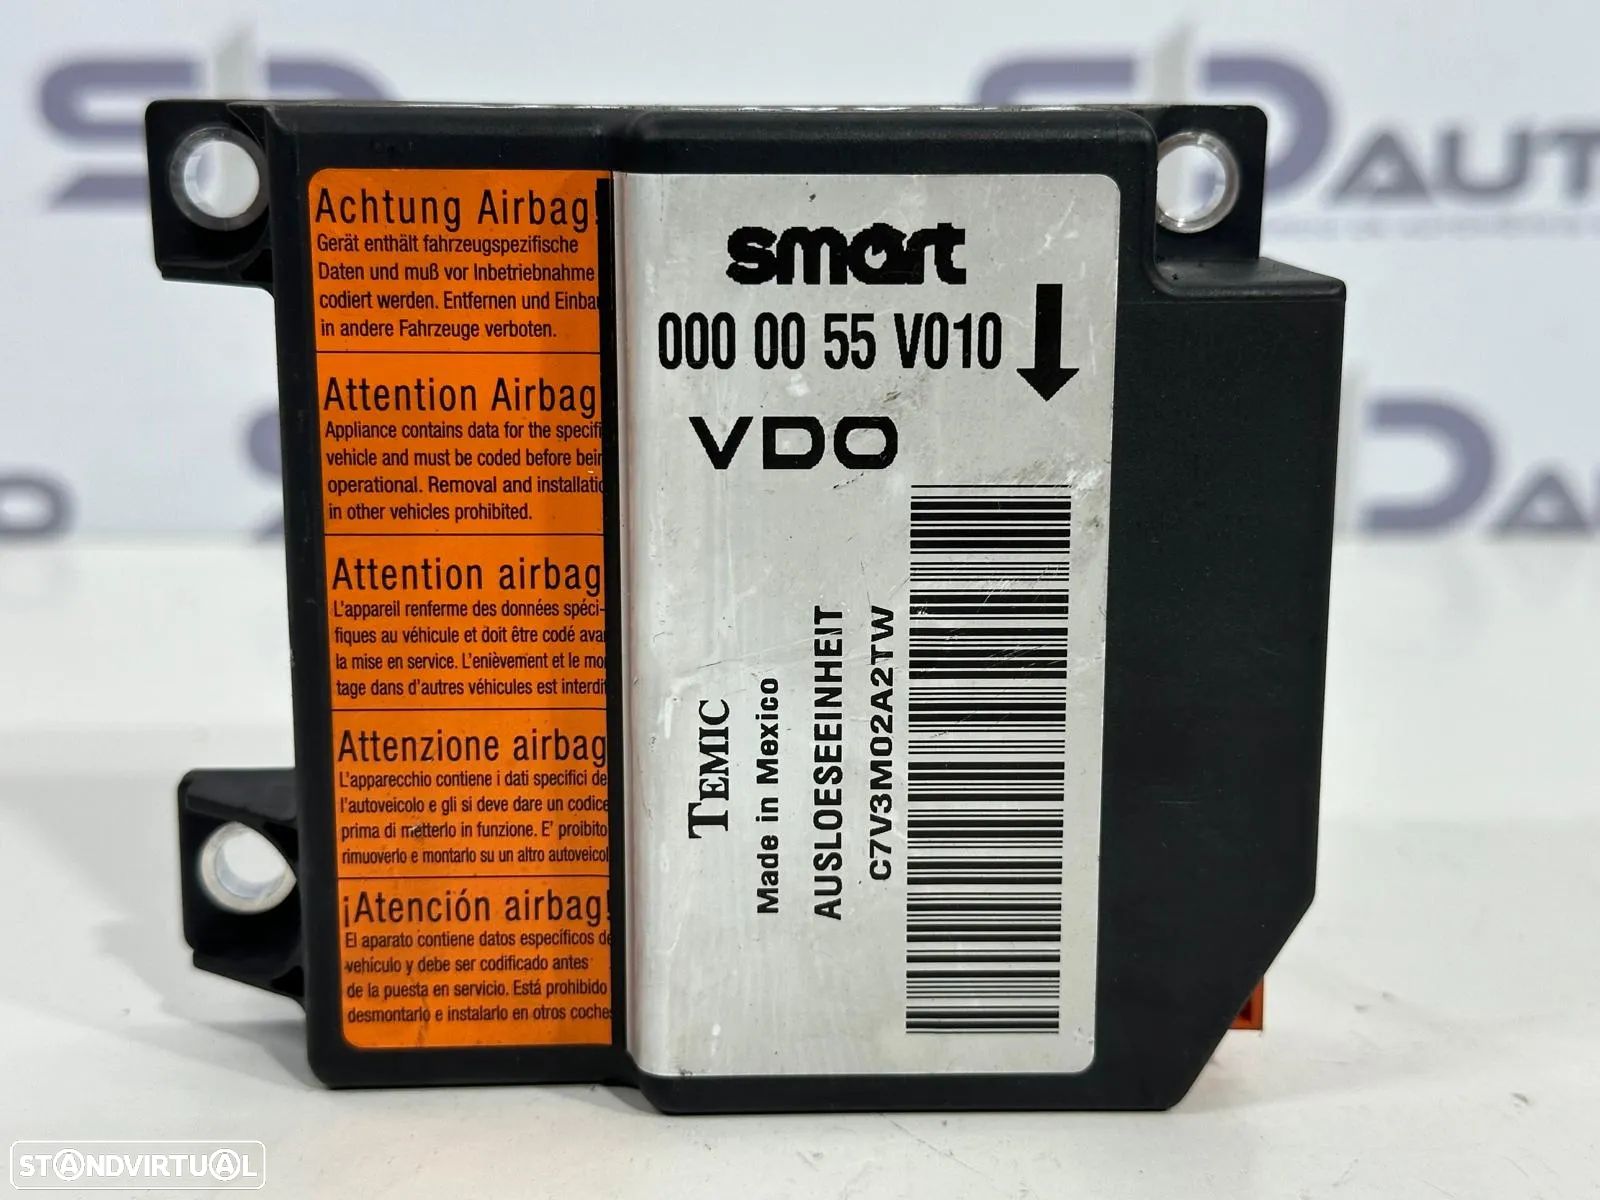 Achtung Airbag!
Gerät enthält fahrzeugspezifische
Daten und muß vor Inbetriebnahme
codiert werden. Entfernen und Einba
in andere Fahrzeuge verboten.
Attention Airbag
Appliance contains data for the specifi
vehicle and must be coded before bein
operational. Removal and installatio
in other vehicles prohibited.
Attention airbag
L'appareil renferme des données spéci-
fiques au véhicule et doit être codé ava
la mise en service. L'enièvement et le mo
tage dans d'autres véhicules est interdit
Attenzione airbag
L'apparecchio contiene i dati specifici de
l'autoveicolo e gli si deve dare un codice
prima di metterlo in funzione. E' proibito
rimuoverlo e montarlo su un altro autoveicol
¡Atención airbag!
El aparato contiene datos específicos de
vehículo y debe ser codificado antes
de la puesta en servicio. Está prohibido
desmontarlo e instalarlo en otros coche
smart
000 00 55 V010
VDO
TEMIC
Made in Mexico
AUSLOESEEINHEIT
C7V3M02A2TW
AUT
STANDVIRTUAL